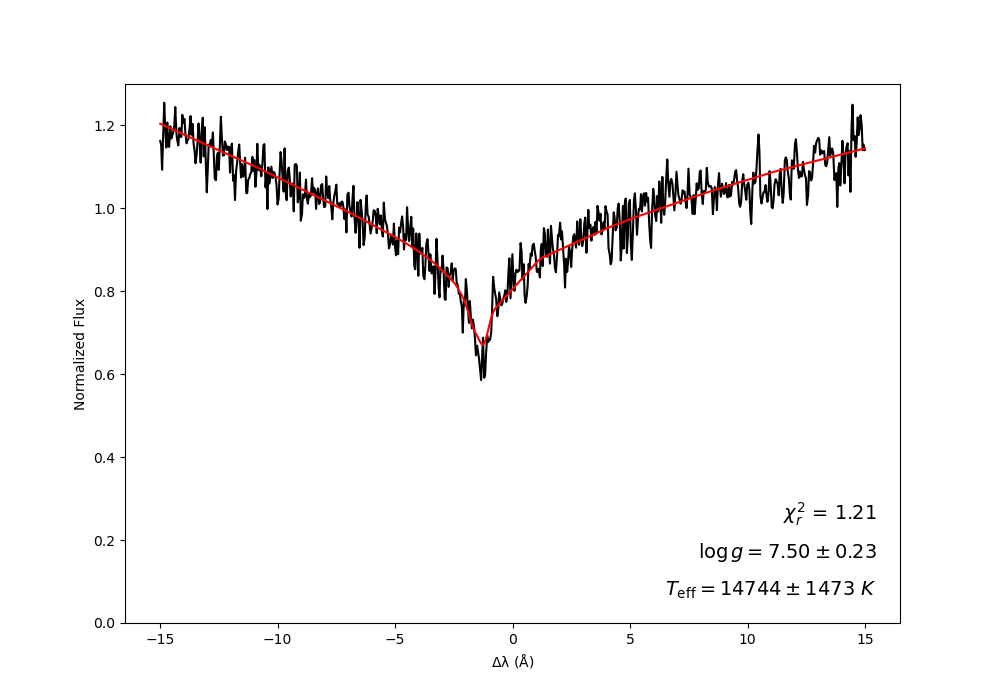 1.2
1.0
0.8
0.6
0.4
0.2
0.0
Normalized Flux
χ²ᵣ = 1.21
log g = 7.50 ± 0.23
T_eff = 14744 ± 1473 K
−15 −10 −5 0 5 10 15
Δλ (Å)